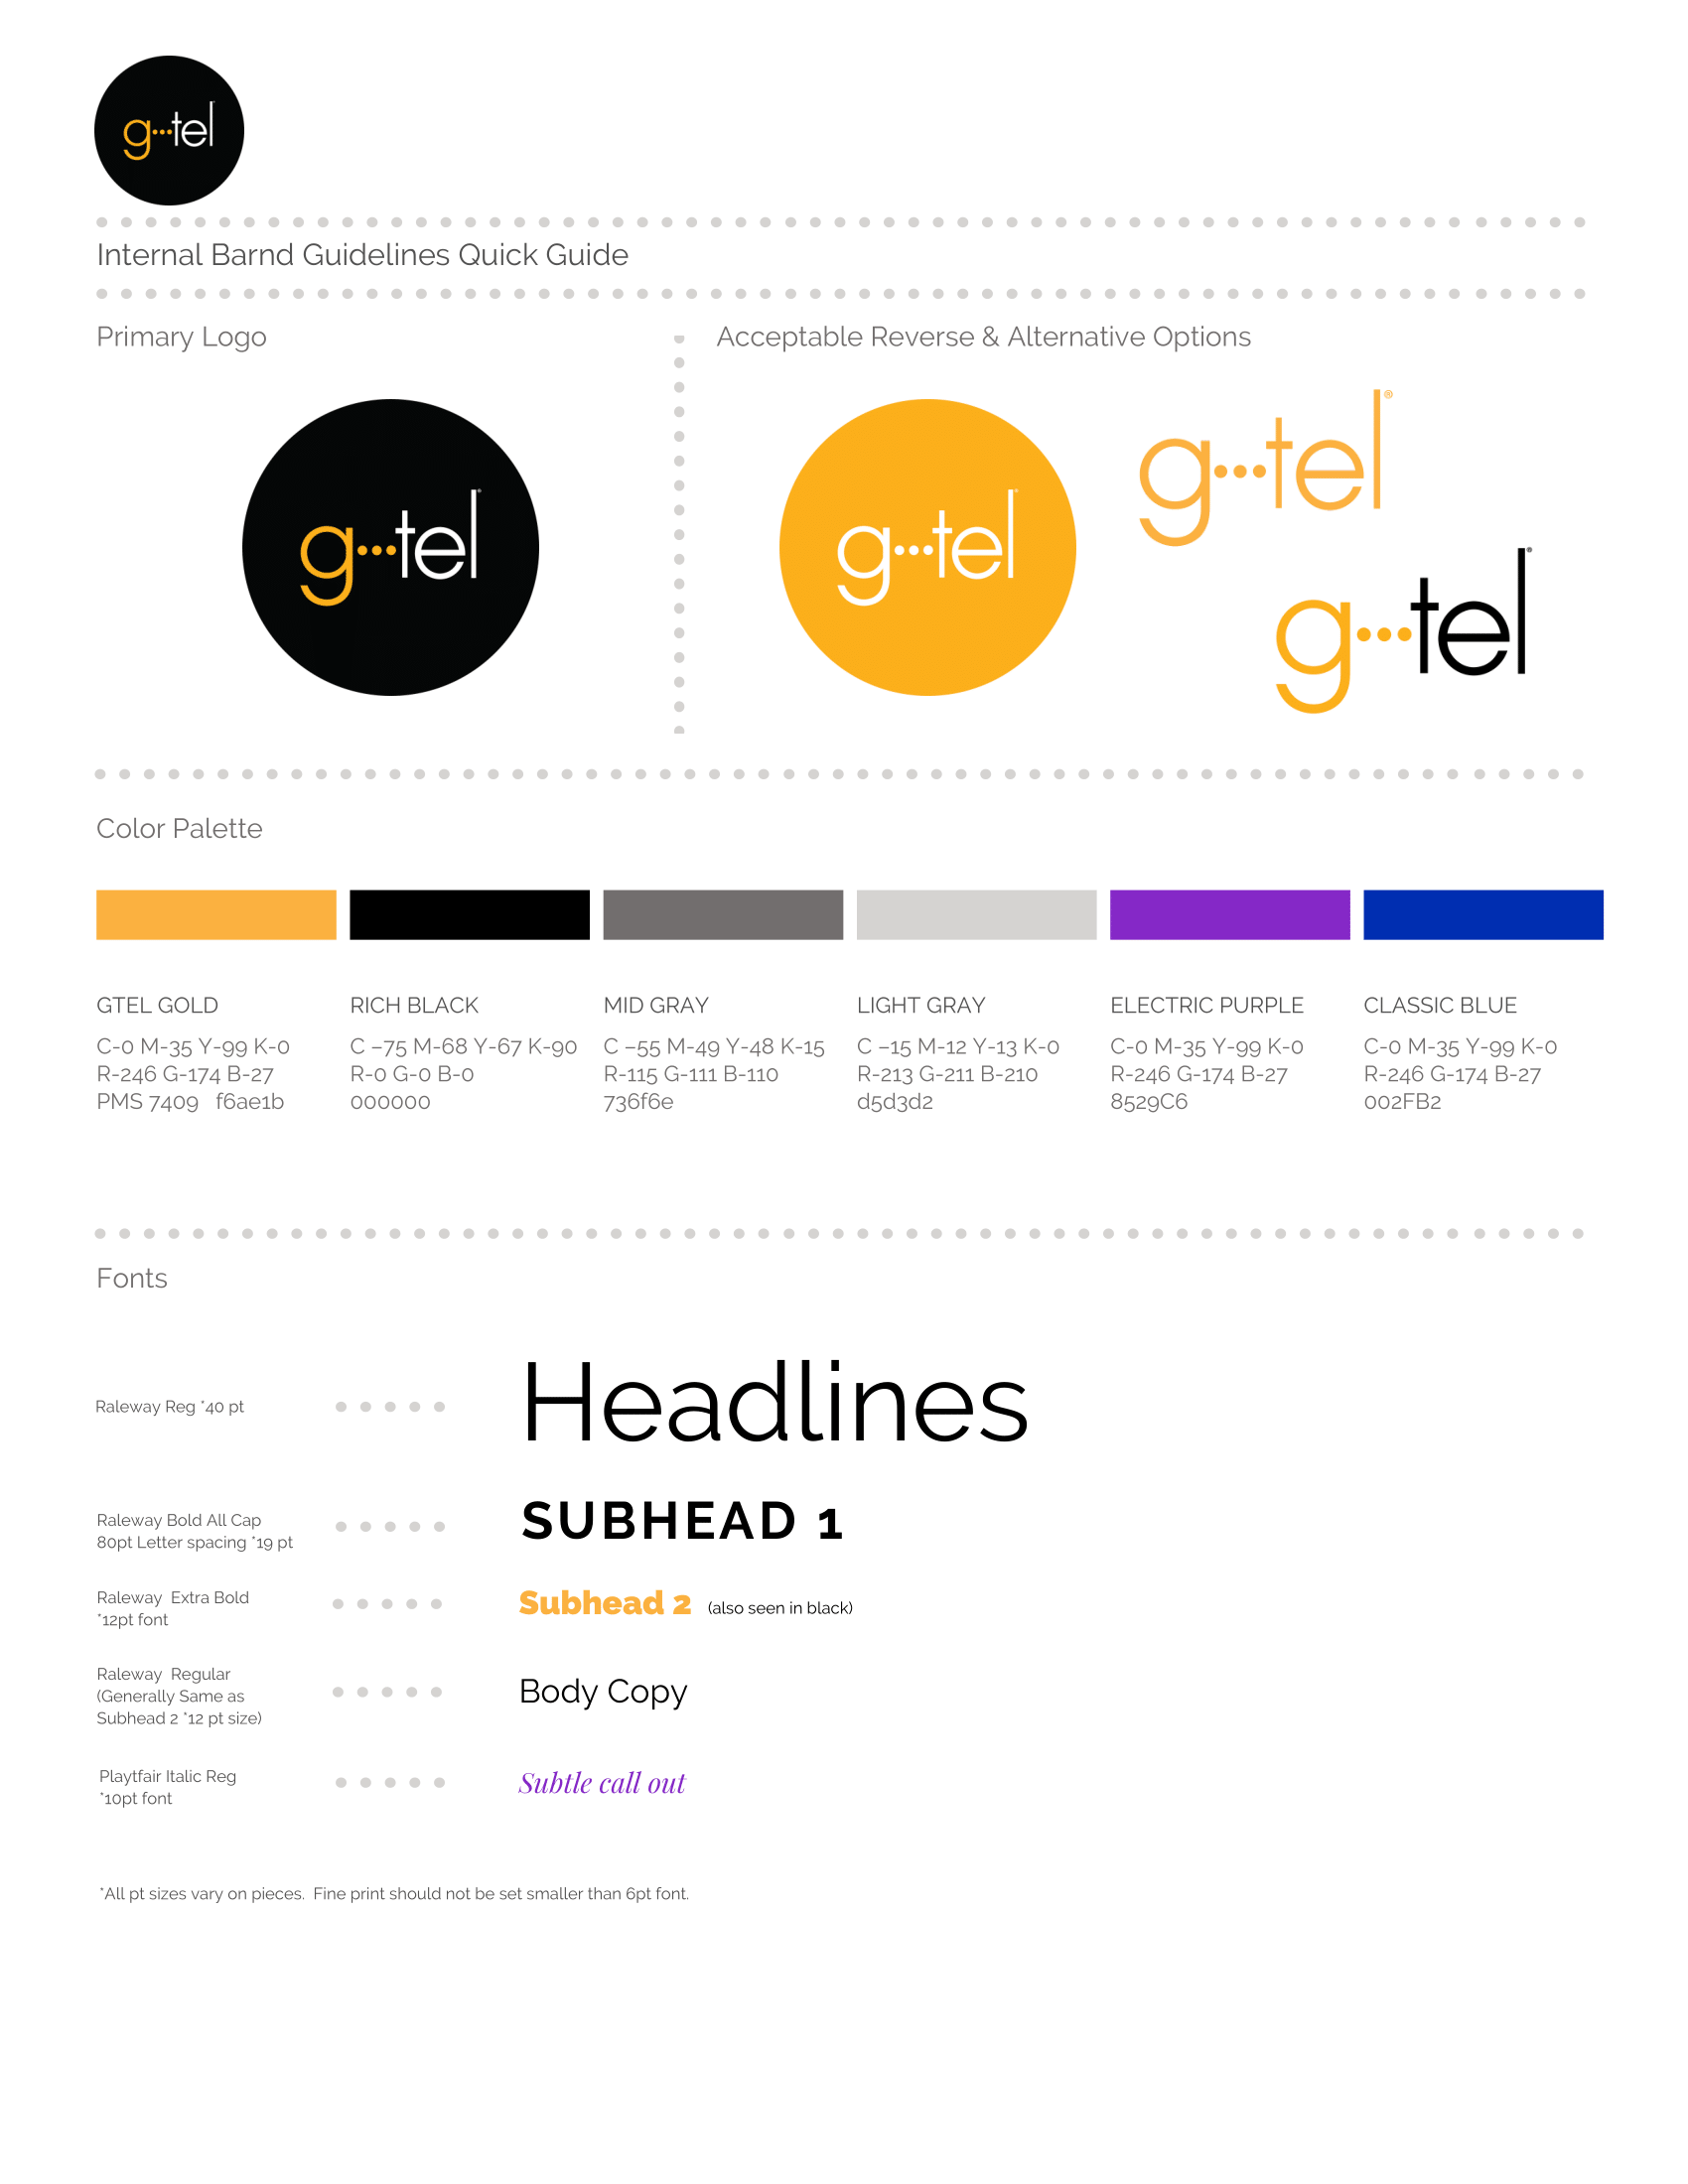 g···tel
Internal Barnd Guidelines Quick Guide
Primary Logo
Acceptable Reverse & Alternative Options
g···tel
g···tel
g···tel®
g···tel®
Color Palette
GTEL GOLD
C-0 M-35 Y-99 K-0
R-246 G-174 B-27
PMS 7409 f6ae1b
RICH BLACK
C –75 M-68 Y-67 K-90
R-0 G-0 B-0
000000
MID GRAY
C –55 M-49 Y-48 K-15
R-115 G-111 B-110
736f6e
LIGHT GRAY
C –15 M-12 Y-13 K-0
R-213 G-211 B-210
d5d3d2
ELECTRIC PURPLE
C-0 M-35 Y-99 K-0
R-246 G-174 B-27
8529C6
CLASSIC BLUE
C-0 M-35 Y-99 K-0
R-246 G-174 B-27
002FB2
Fonts
Raleway Reg *40 pt
Headlines
Raleway Bold All Cap
80pt Letter spacing *19 pt
SUBHEAD 1
Raleway Extra Bold
*12pt font
Subhead 2 (also seen in black)
Raleway Regular
(Generally Same as
Subhead 2 *12 pt size)
Body Copy
Playtfair Italic Reg
*10pt font
Subtle call out
*All pt sizes vary on pieces. Fine print should not be set smaller than 6pt font.